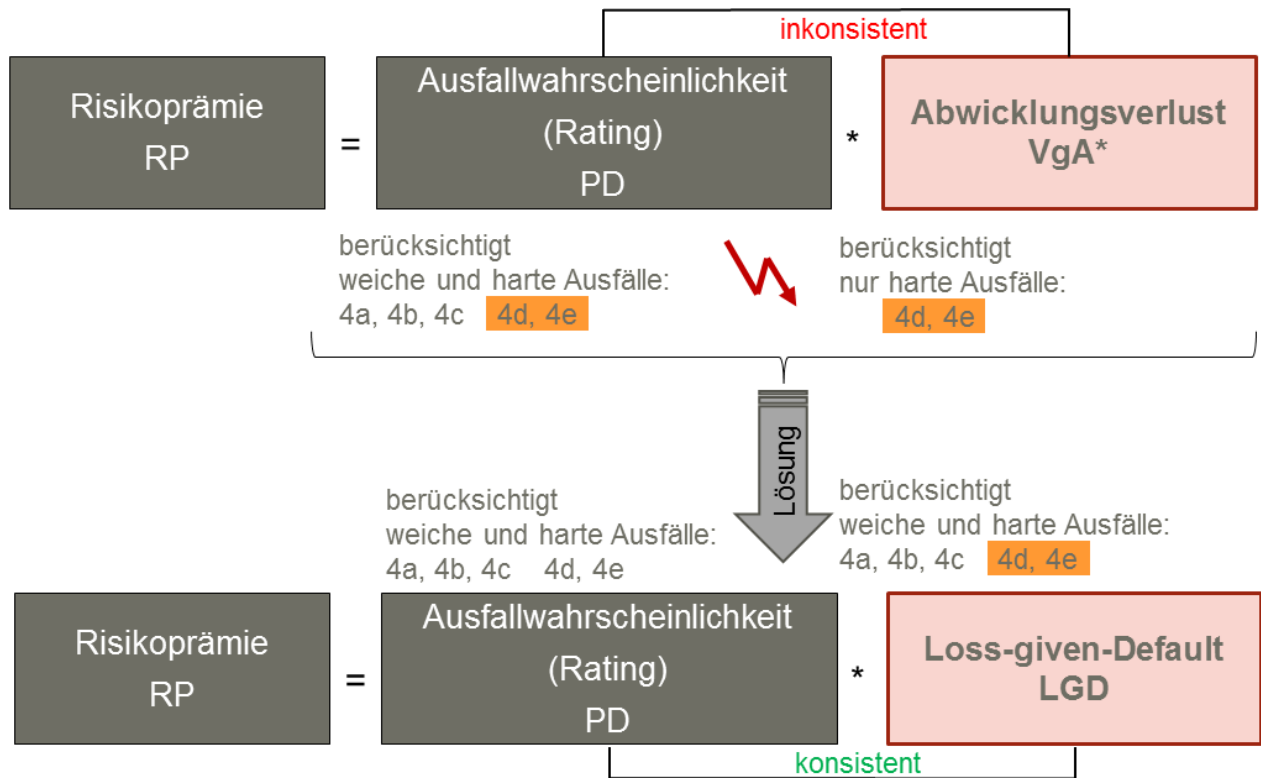 inkonsistent
Risikoprämie
RP
=
Ausfallwahrscheinlichkeit
(Rating)
PD
*
Abwicklungsverlust
VgA*
berücksichtigt
weiche und harte Ausfälle:
4a, 4b, 4c 4d, 4e
berücksichtigt
nur harte Ausfälle:
4d, 4e
Lösung
berücksichtigt
weiche und harte Ausfälle:
4a, 4b, 4c 4d, 4e
berücksichtigt
weiche und harte Ausfälle:
4a, 4b, 4c 4d, 4e
Risikoprämie
RP
=
Ausfallwahrscheinlichkeit
(Rating)
PD
*
Loss-given-Default
LGD
konsistent